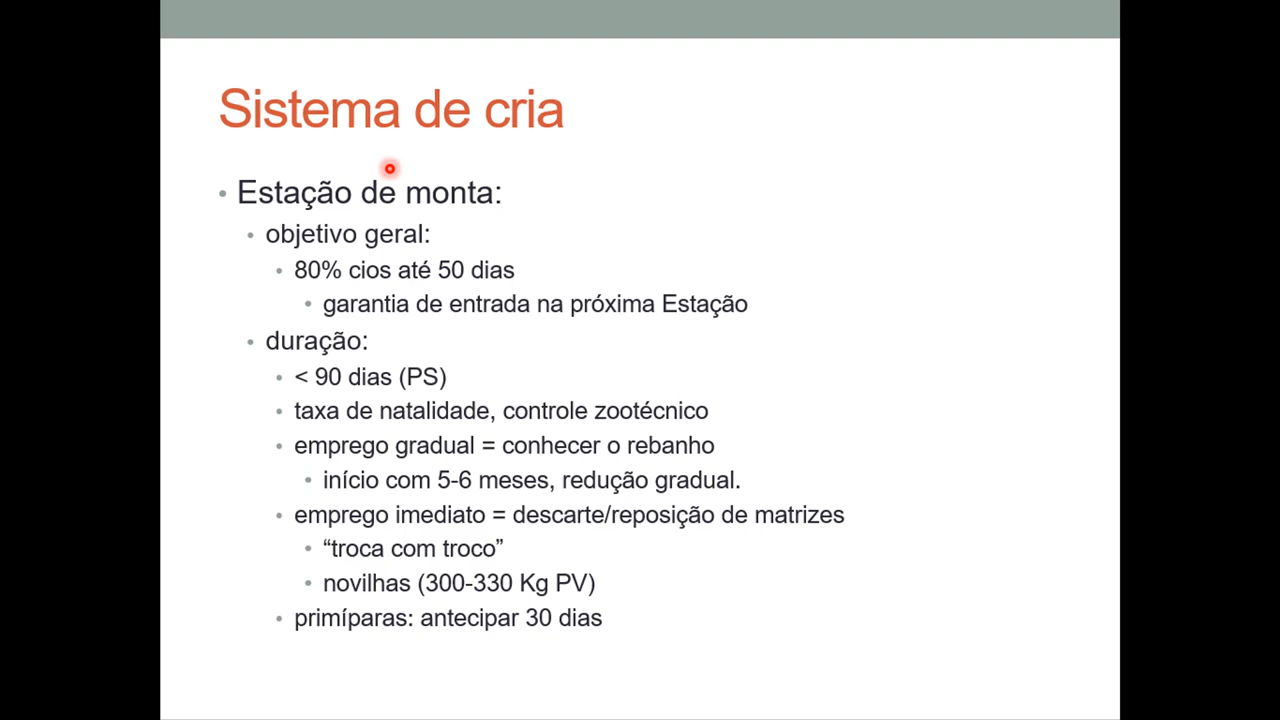 Sistema de cria
• Estação de monta:
• objetivo geral:
• 80% cios até 50 dias
• garantia de entrada na próxima Estação
• duração:
• < 90 dias (PS)
• taxa de natalidade, controle zootécnico
• emprego gradual = conhecer o rebanho
• início com 5-6 meses, redução gradual.
• emprego imediato = descarte/reposição de matrizes
• “troca com troco”
• novilhas (300-330 Kg PV)
• primíparas: antecipar 30 dias